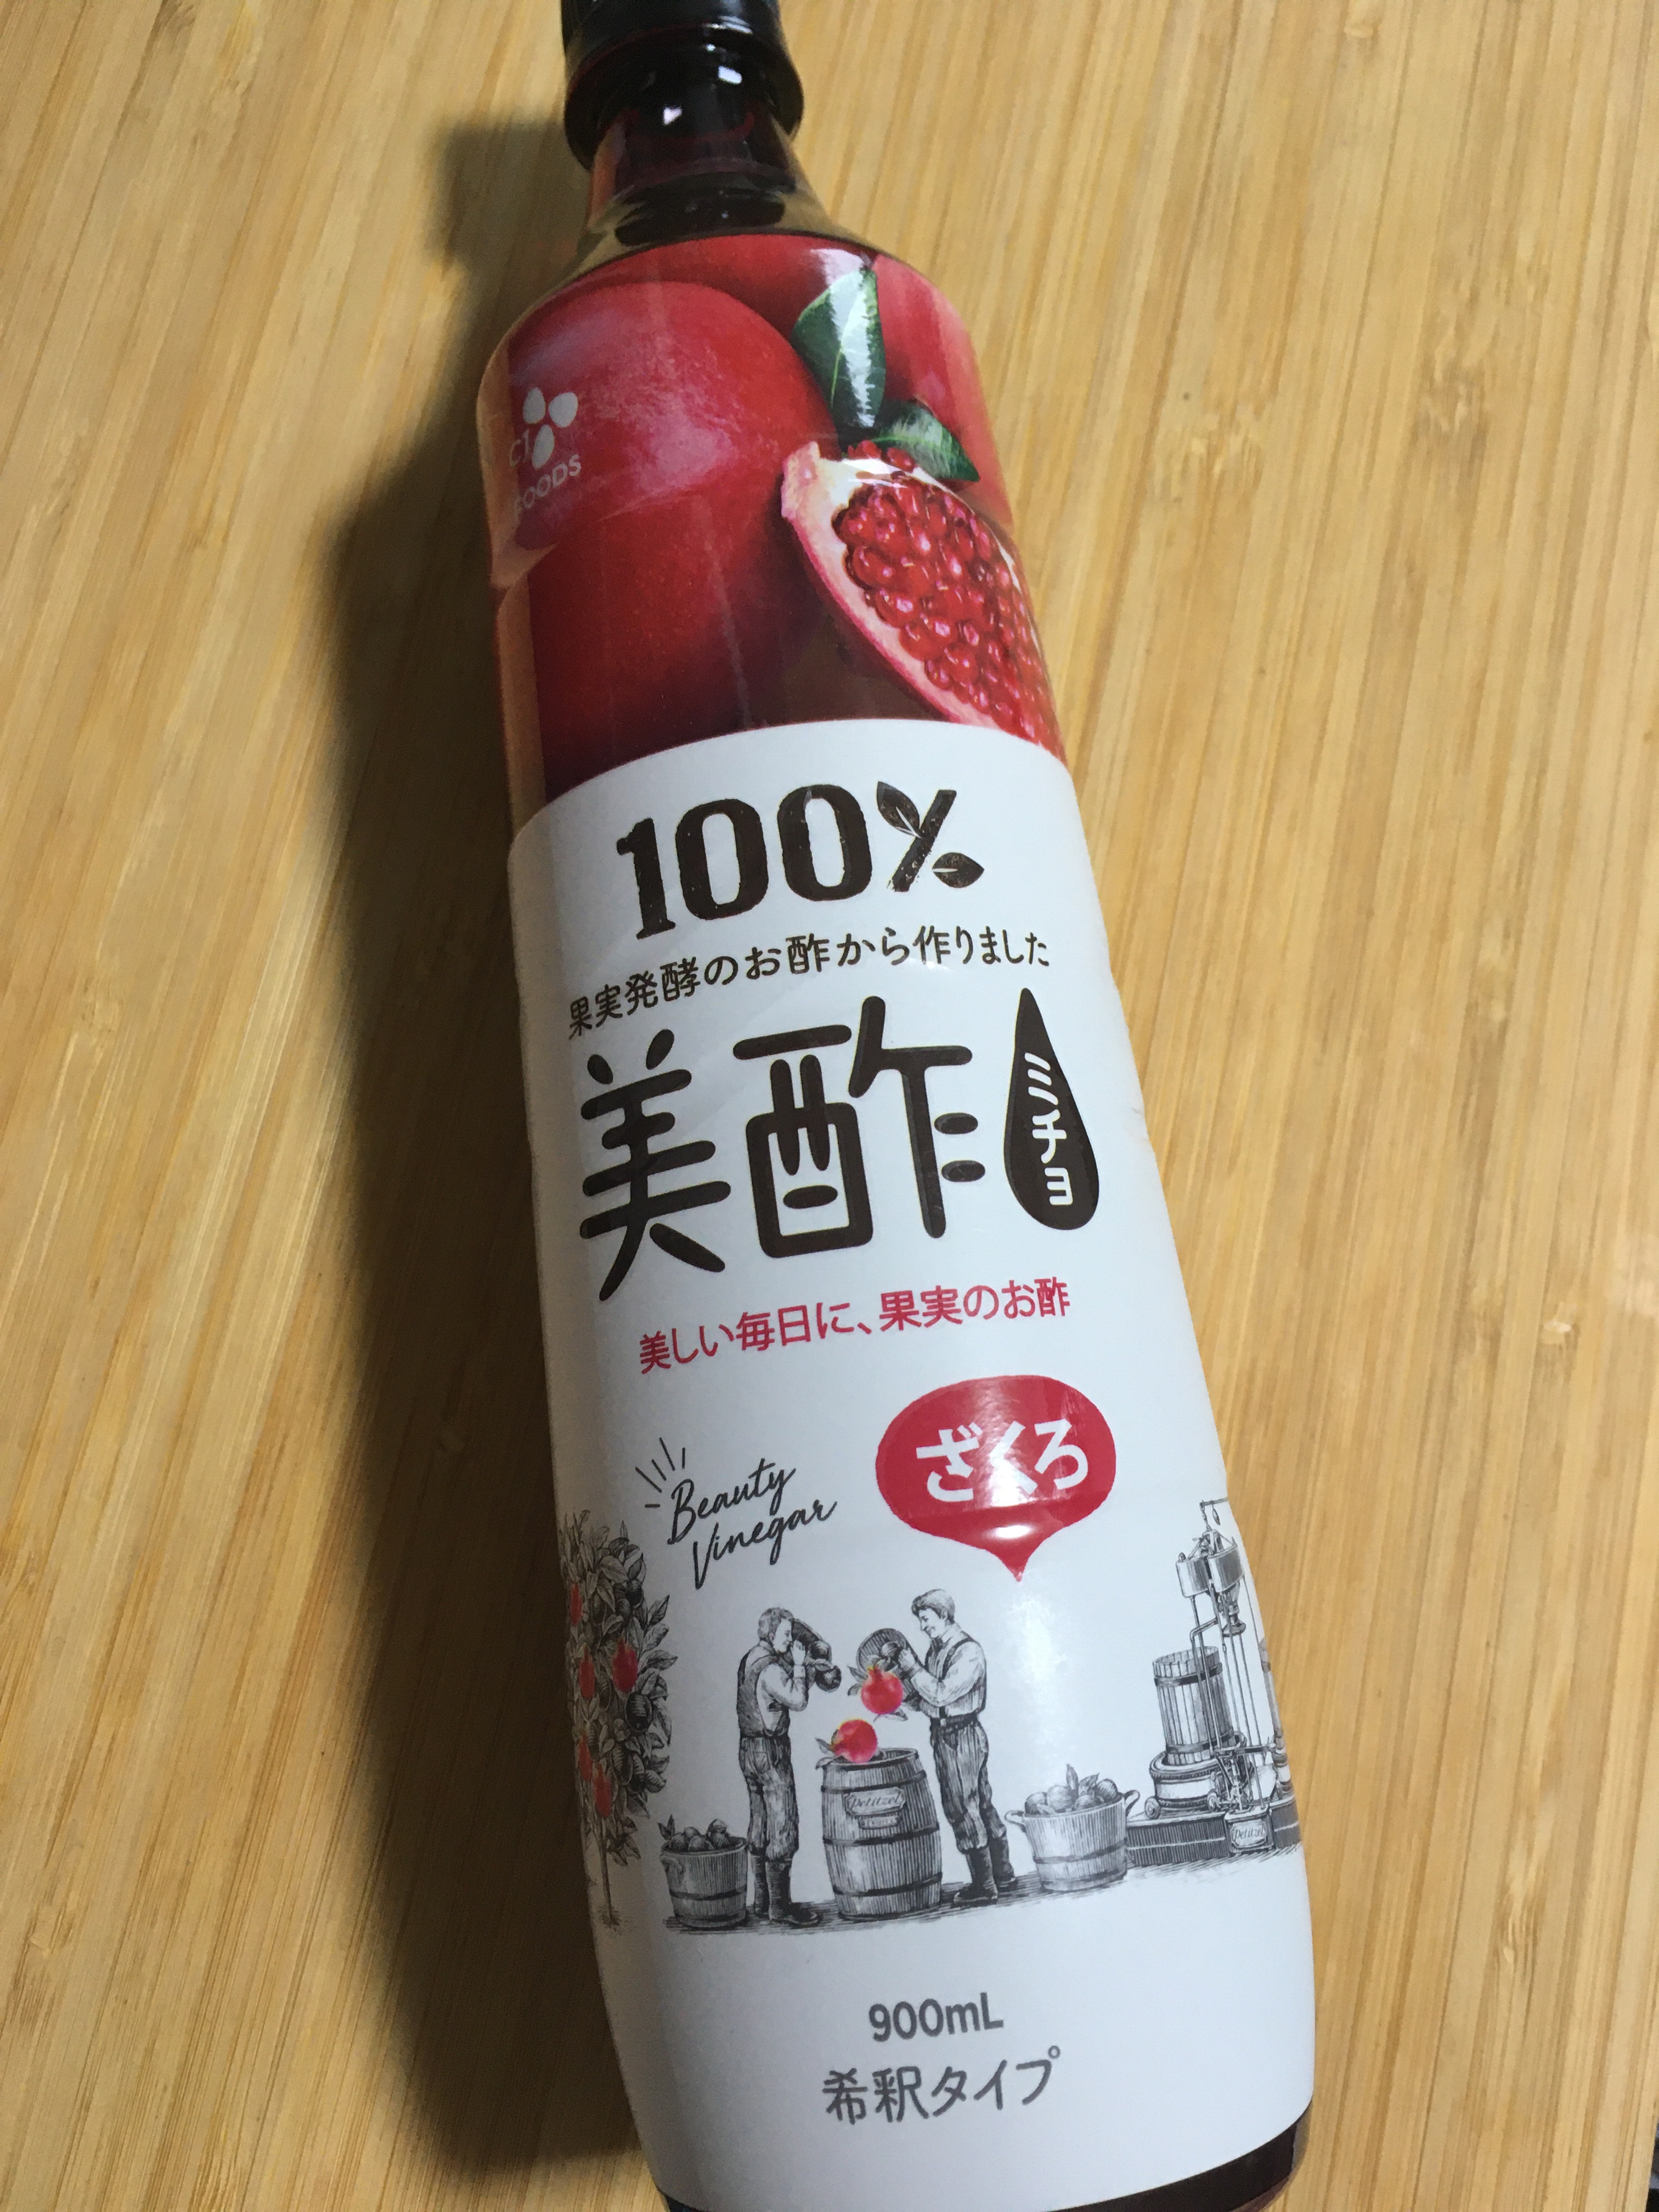 CJ
FOODS
100%
果実発酵のお酢から作りました
美酢
ミチョ
美しい毎日に、果実のお酢
ざくろ
Beauty
Vinegar
Petitzel
Petitzel
900mL
希釈タイプ